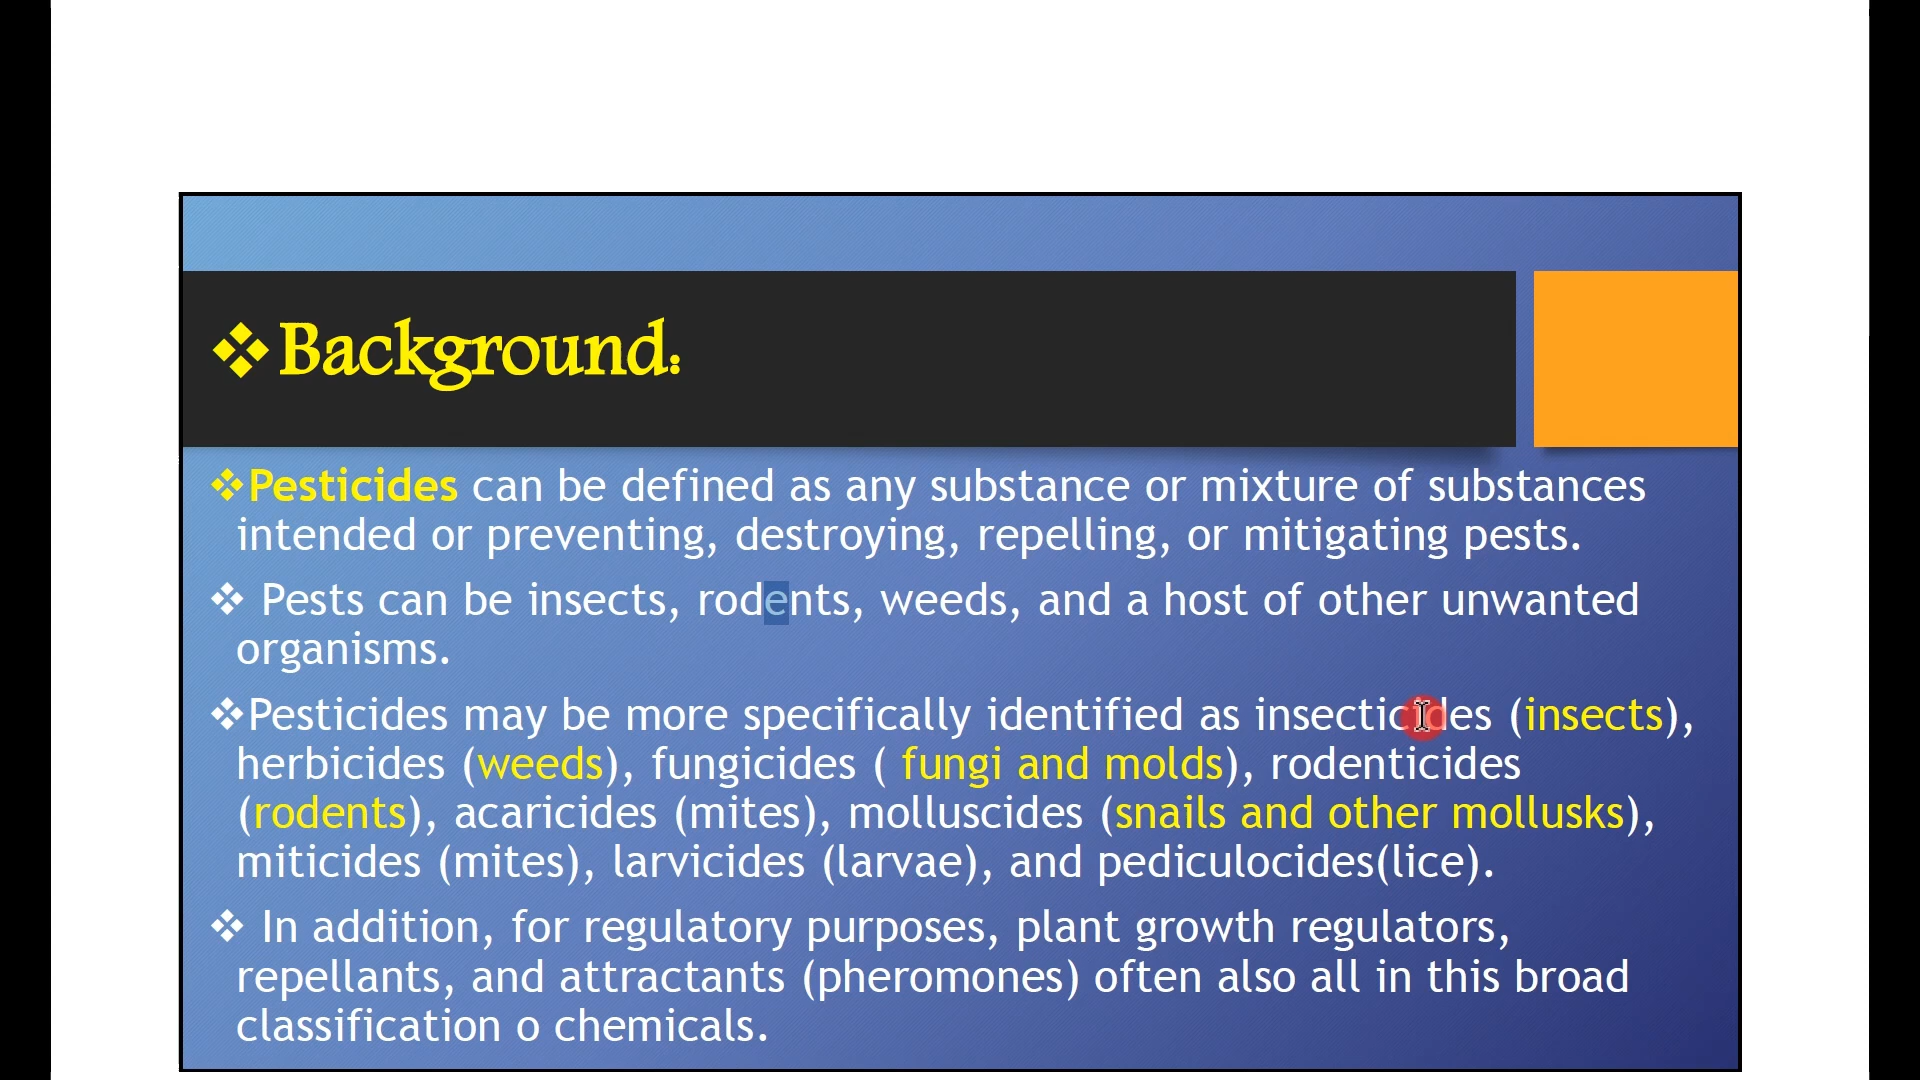 ❖Background:
❖Pesticides can be defined as any substance or mixture of substances
intended or preventing, destroying, repelling, or mitigating pests.
❖ Pests can be insects, rodents, weeds, and a host of other unwanted
organisms.
❖Pesticides may be more specifically identified as insecticides (insects),
herbicides (weeds), fungicides ( fungi and molds), rodenticides
(rodents), acaricides (mites), molluscides (snails and other mollusks),
miticides (mites), larvicides (larvae), and pediculocides(lice).
❖ In addition, for regulatory purposes, plant growth regulators,
repellants, and attractants (pheromones) often also all in this broad
classification o chemicals.